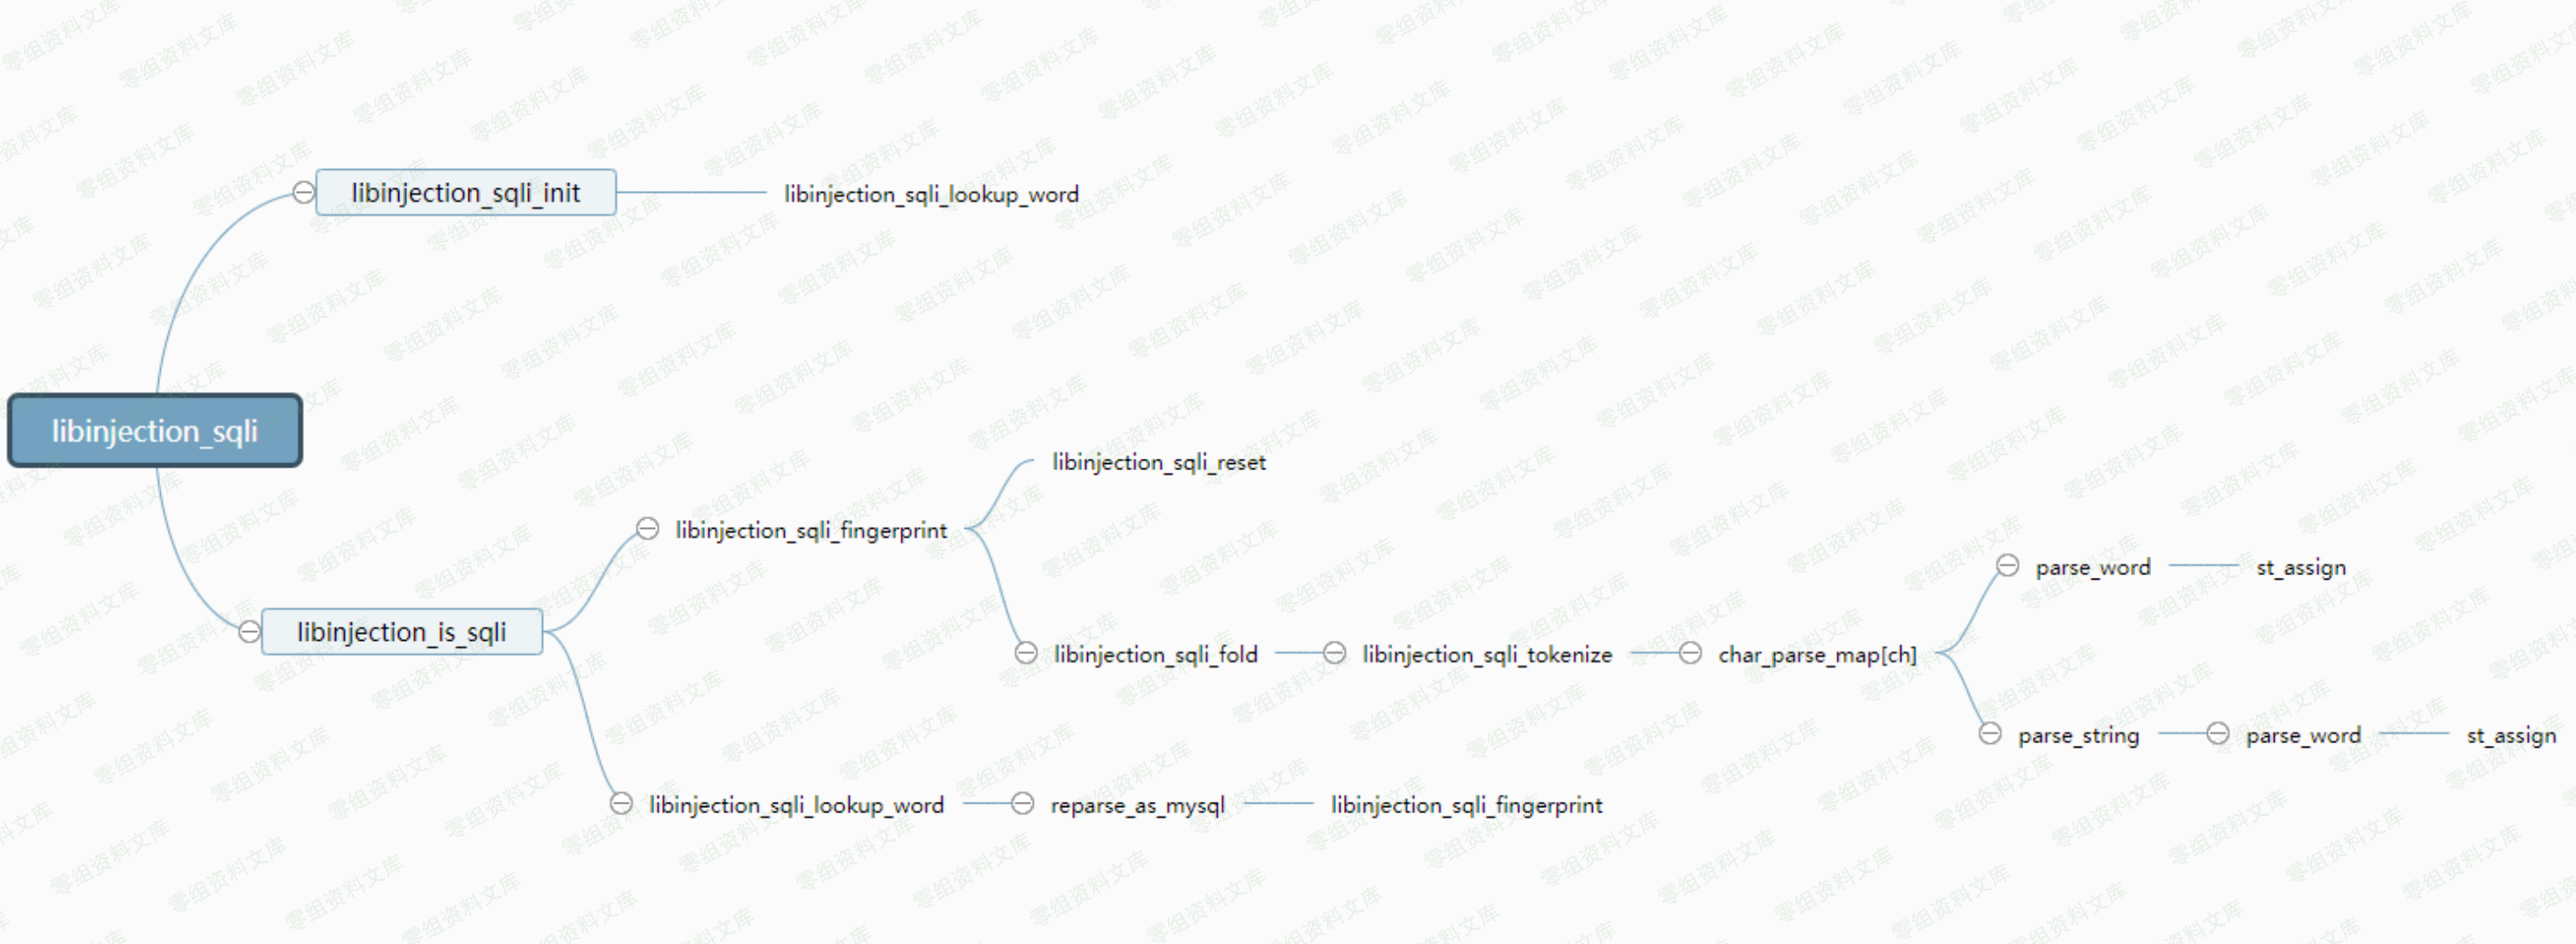 libinjection_sqli_init
libinjection_sqli_lookup_word
libinjection_sqli
libinjection_sqli_reset
libinjection_sqli_fingerprint
parse_word
st_assign
libinjection_is_sqli
libinjection_sqli_fold
libinjection_sqli_tokenize
char_parse_map[ch]
parse_string
parse_word
st_assign
libinjection_sqli_lookup_word
reparse_as_mysql
libinjection_sqli_fingerprint
零组资料文库